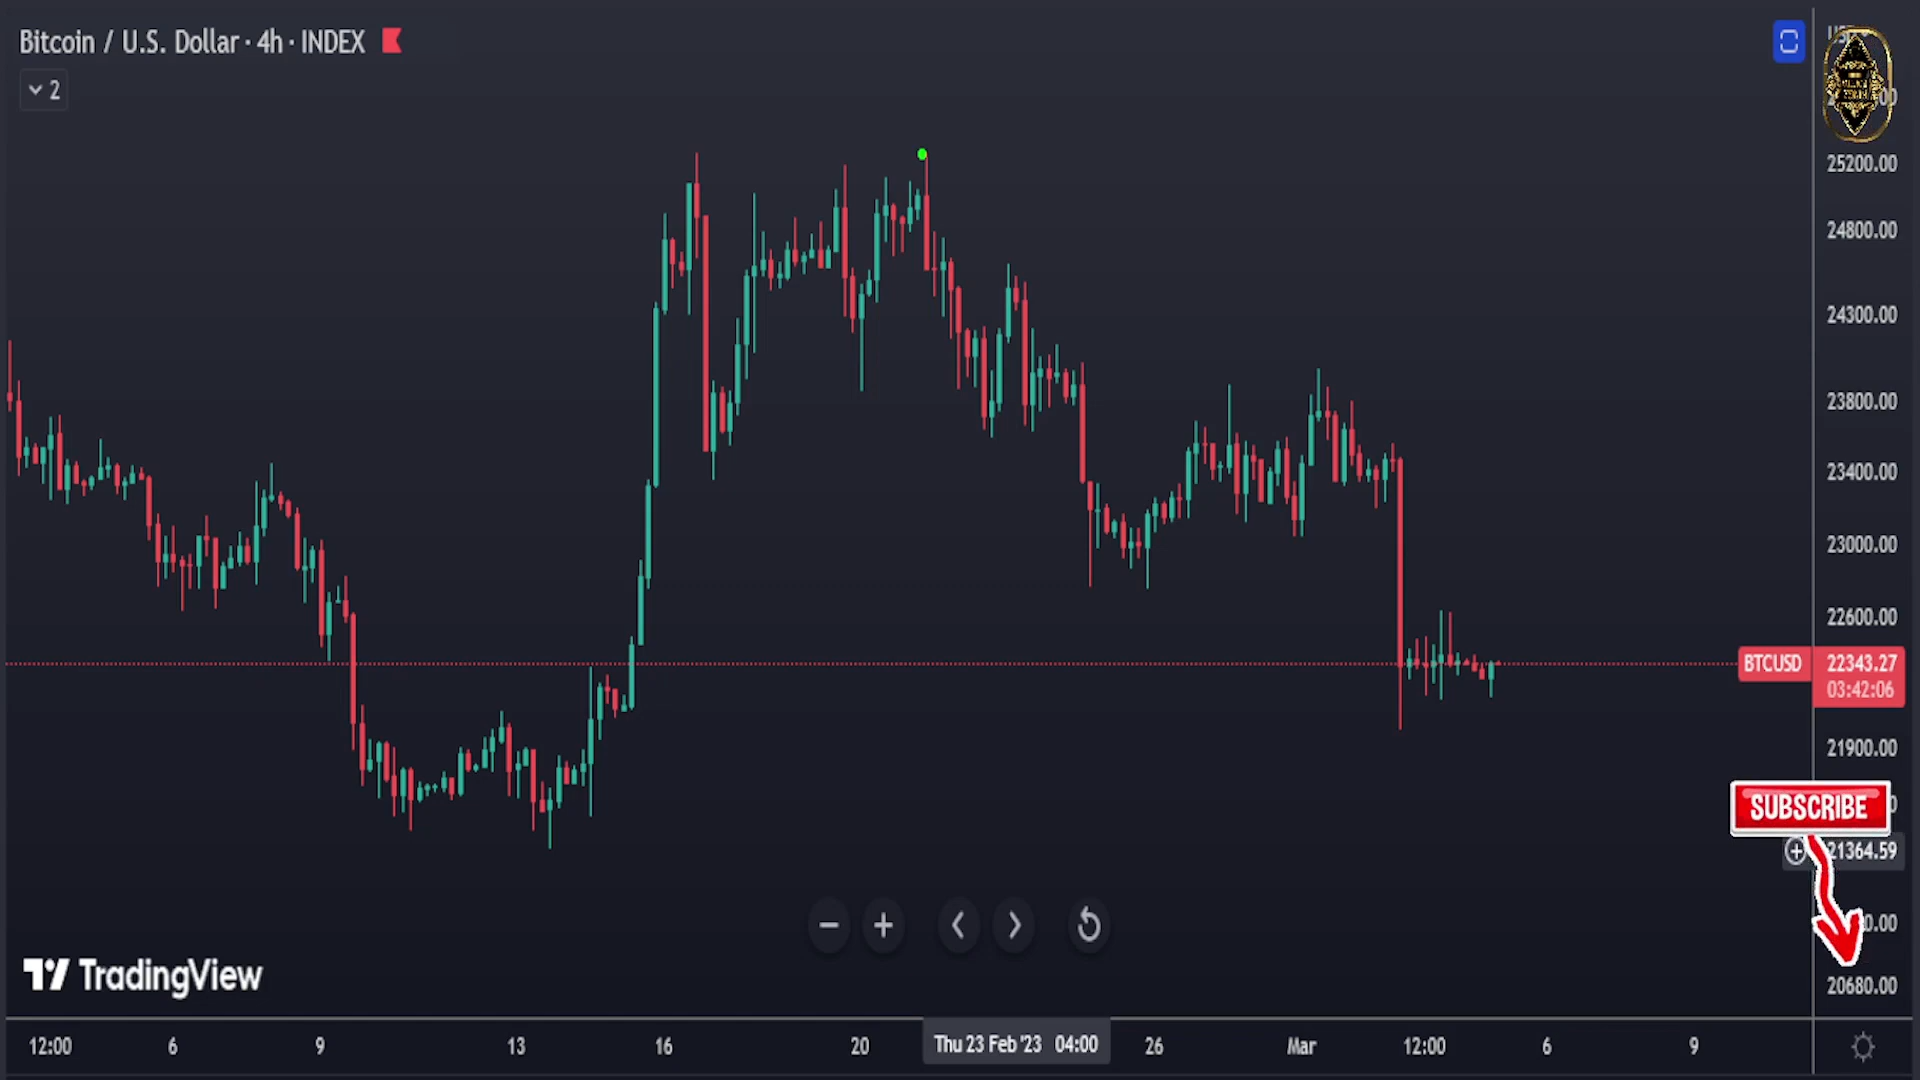 Bitcoin / U.S. Dollar · 4h · INDEX
2
25200.00
24800.00
24300.00
23800.00
23400.00
23000.00
22600.00
BTCUSD 22343.27
03:42:06
21900.00
SUBSCRIBE
21364.59
20680.00
TradingView
12:00 6 9 13 16 20 Thu 23 Feb '23 04:00 26 Mar 12:00 6 9